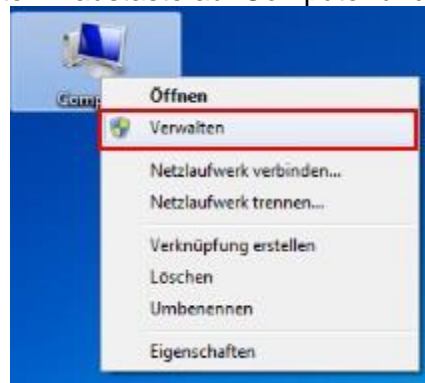 Öffnen
Verwalten
Netzlaufwerk verbinden...
Netzlaufwerk trennen...
Verknüpfung erstellen
Löschen
Umbenennen
Eigenschaften